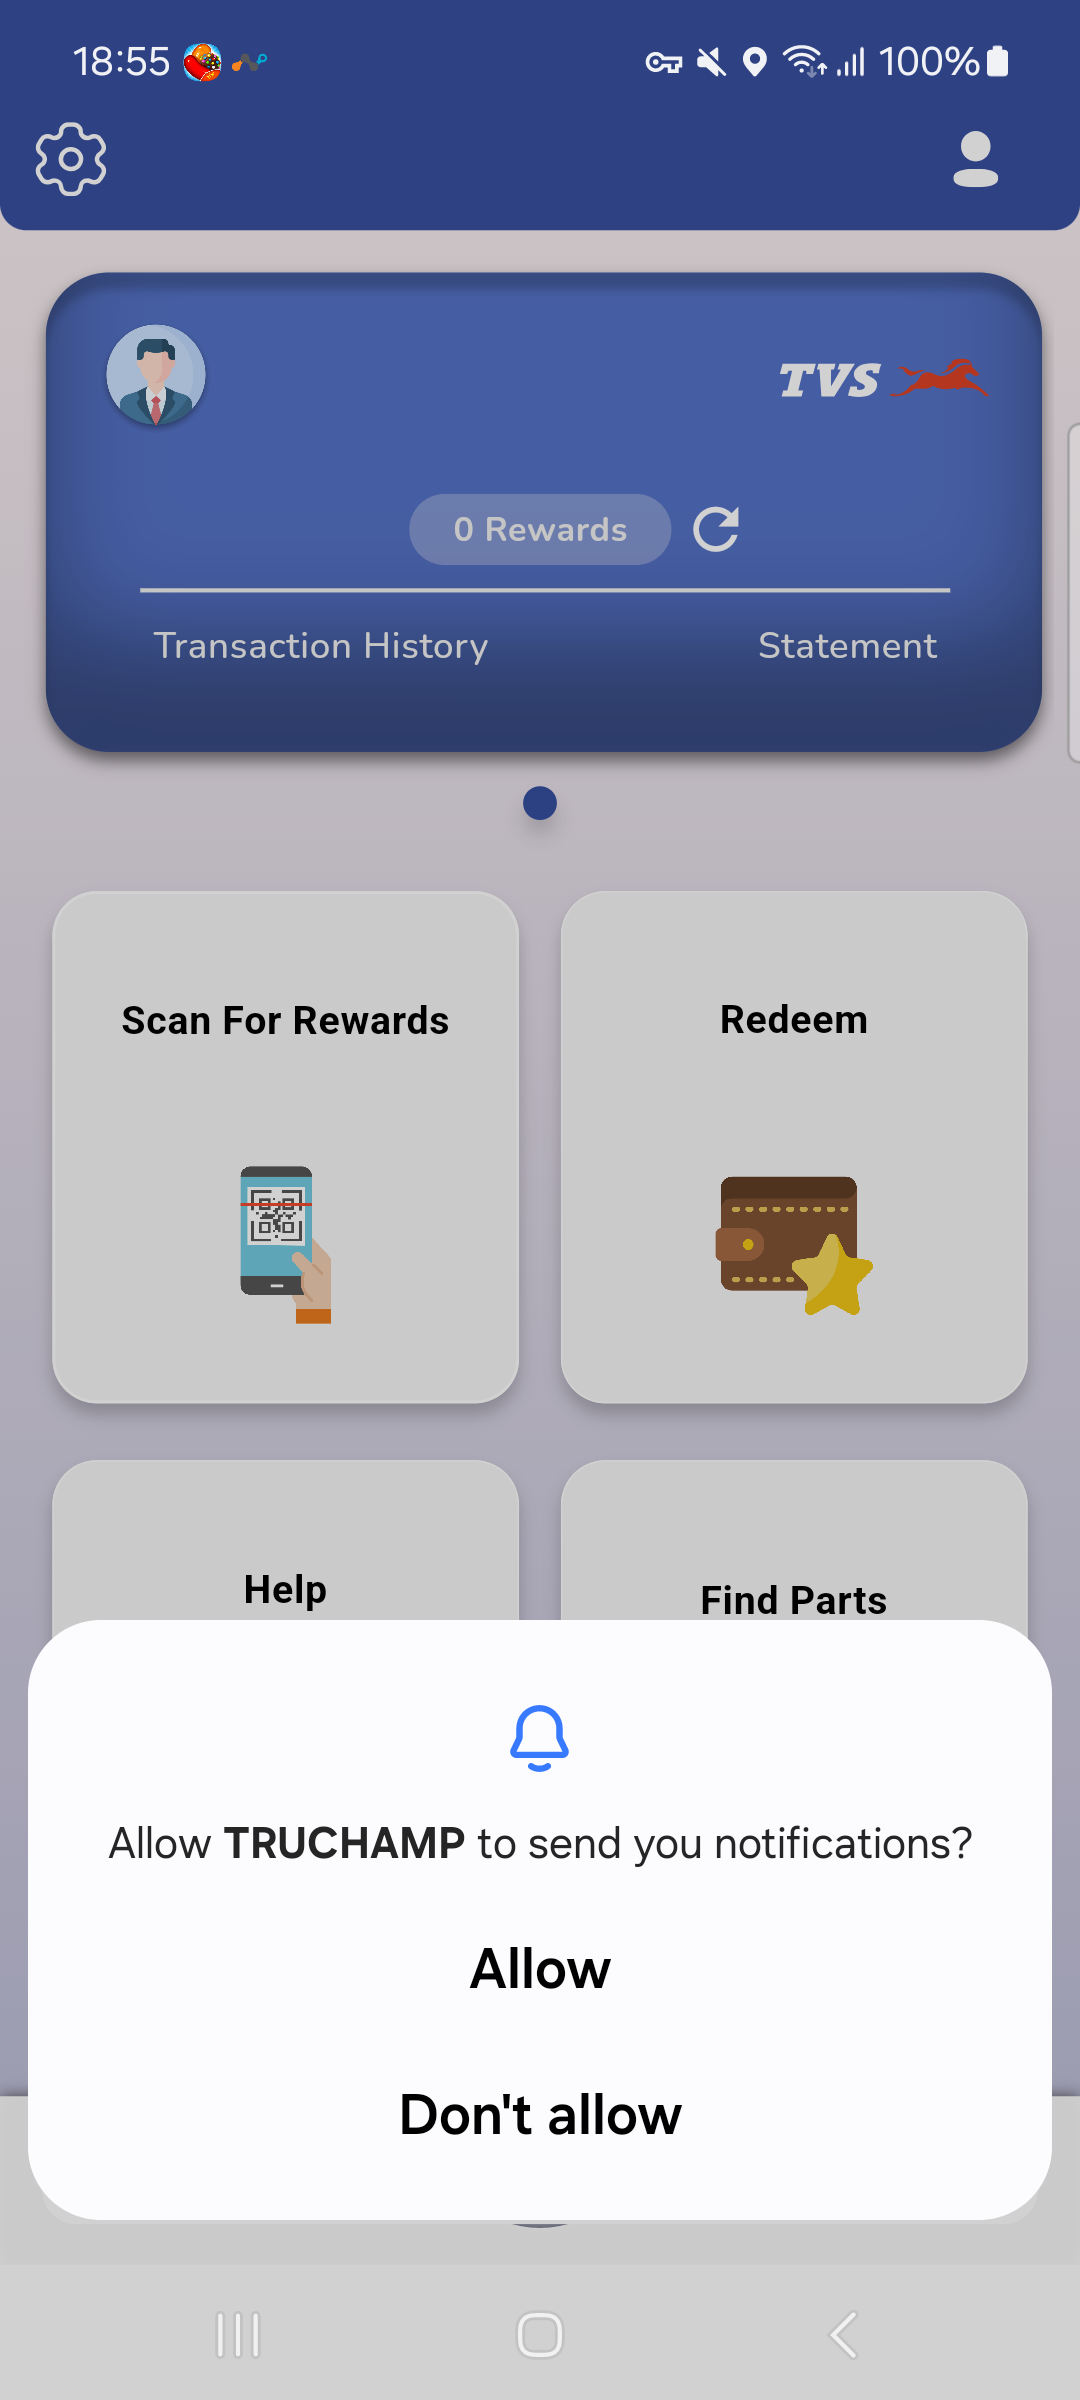 18:55
100%
TVS
0 Rewards
Transaction History
Statement
Scan For Rewards
Redeem
Help
Find Parts
Allow TRUCHAMP to send you notifications?
Allow
Don't allow